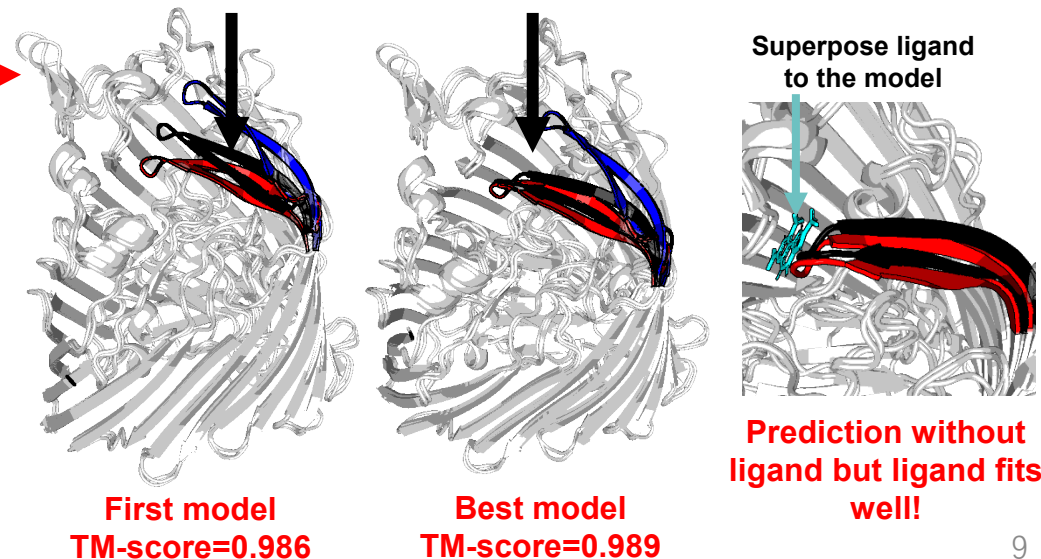 Superpose ligand
to the model
First model
TM-score=0.986
Best model
TM-score=0.989
Prediction without
ligand but ligand fits
well!
9